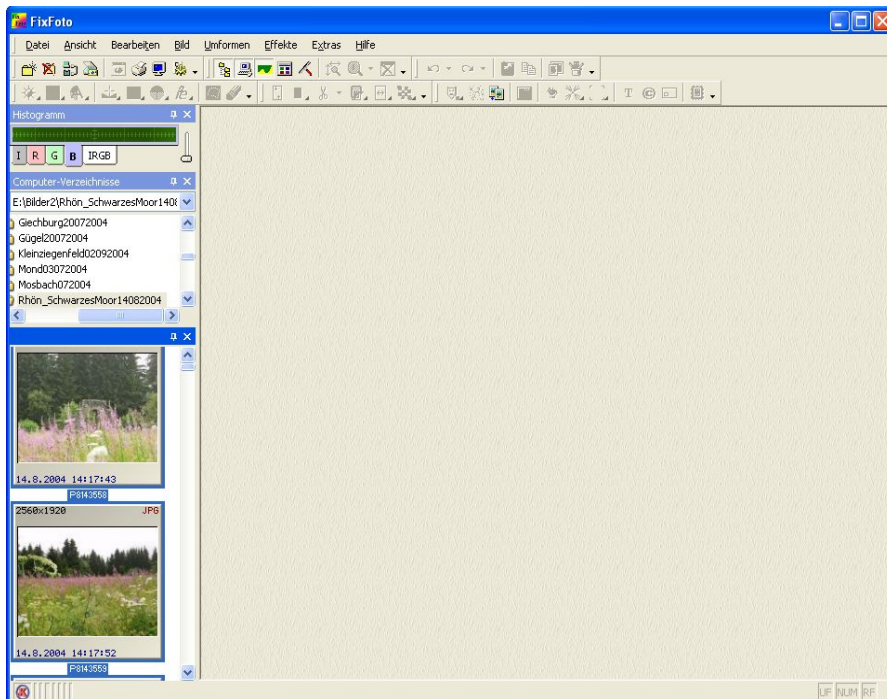 FixFoto
Datei Ansicht Bearbeiten Bild Umformen Effekte Extras Hilfe
Histogramm
I R G B IRGB
Computer-Verzeichnisse
E:\Bilder2\Rhön_SchwarzesMoor1408
Giechburg20072004
Gügel20072004
Kleinziegenfeld02092004
Mond03072004
Mosbach072004
Rhön_SchwarzesMoor14082004
14.8.2004 14:17:43
P8143558
2560x1920 JPG
14.8.2004 14:17:52
P8143559
UF NUM RF